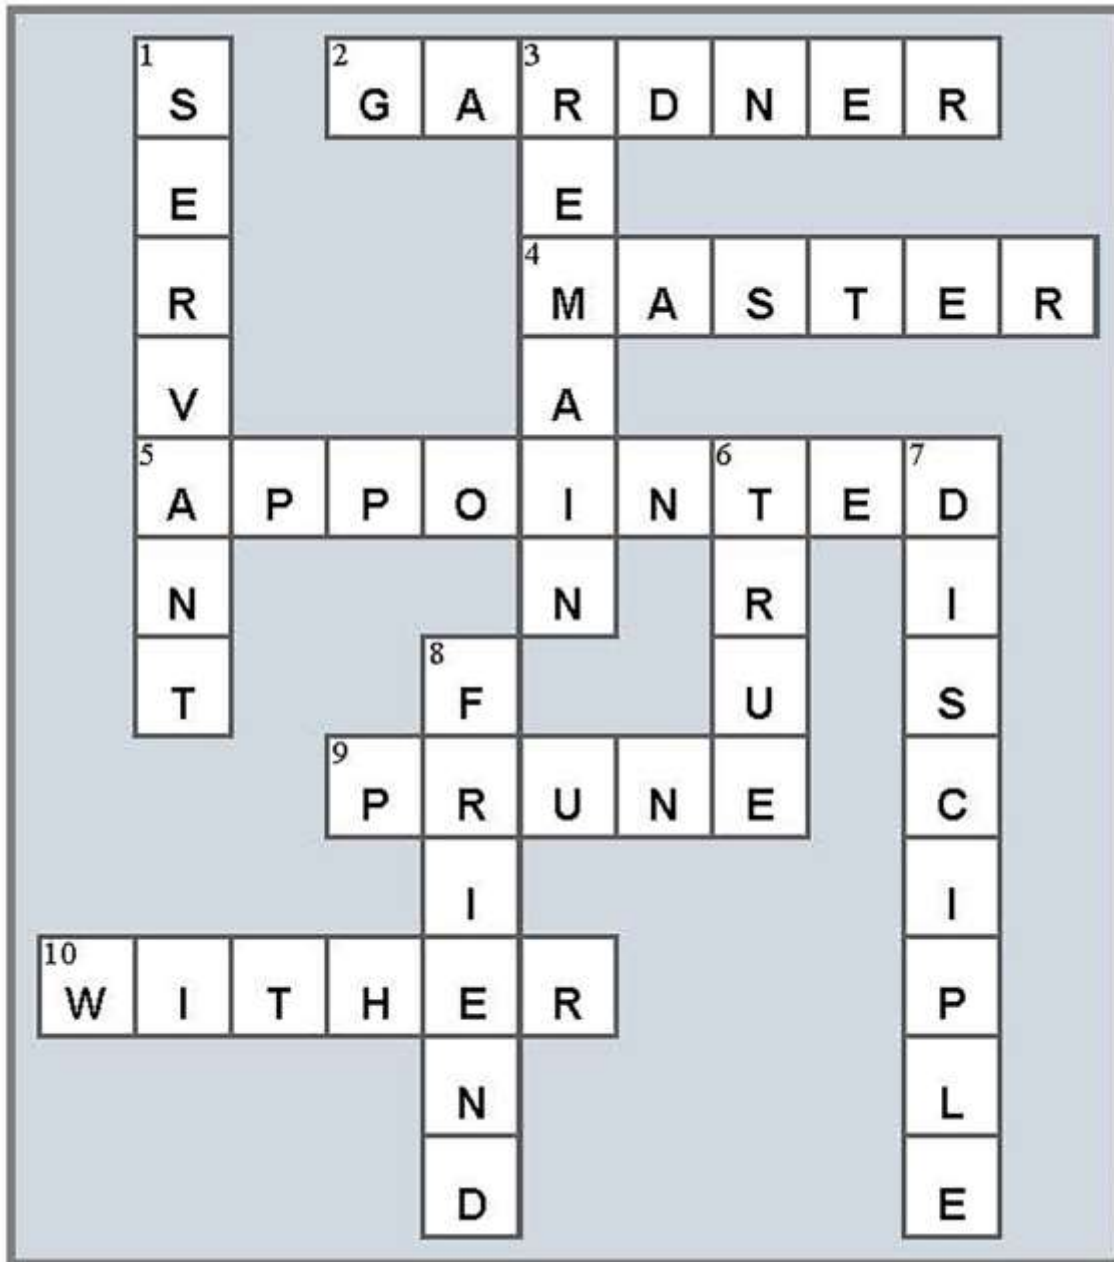 1 S 2 G A 3 R D N E R
E E
R 4 M A S T E R
V A
5 A P P O I N 6 T E 7 D
N N R I
T 8 F U S
9 P R U N E C
I I
10 W I T H E R P
N L
D E